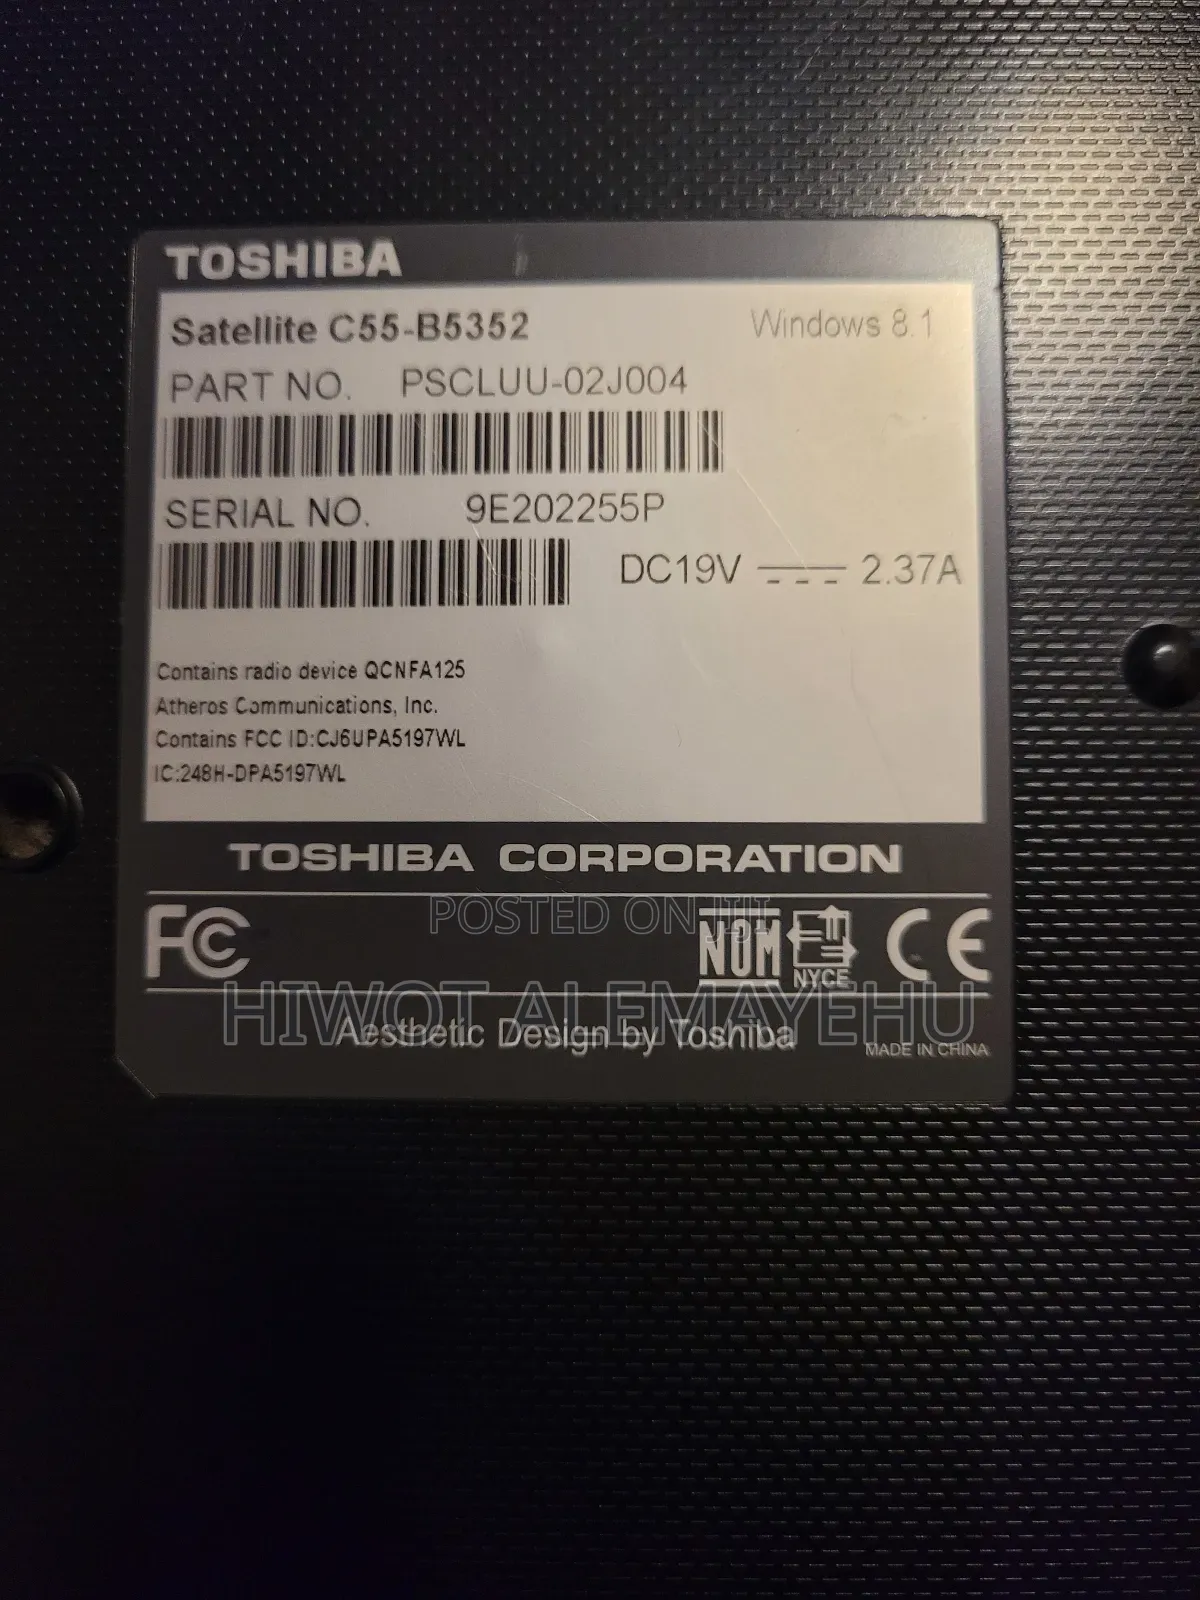 TOSHIBA
Satellite C55-B5352 Windows 8.1
PART NO. PSCLUU-02J004
SERIAL NO. 9E202255P
DC19V 2.37A
Contains radio device QCNFA125
Atheros Communications, Inc.
Contains FCC ID:CJ6UPA5197WL
IC:248H-DPA5197WL
TOSHIBA CORPORATION
POSTED ON JIJI
FC NOM NYCE CE
HIWOT ALEMAYEHU
Aesthetic Design by Toshiba
MADE IN CHINA